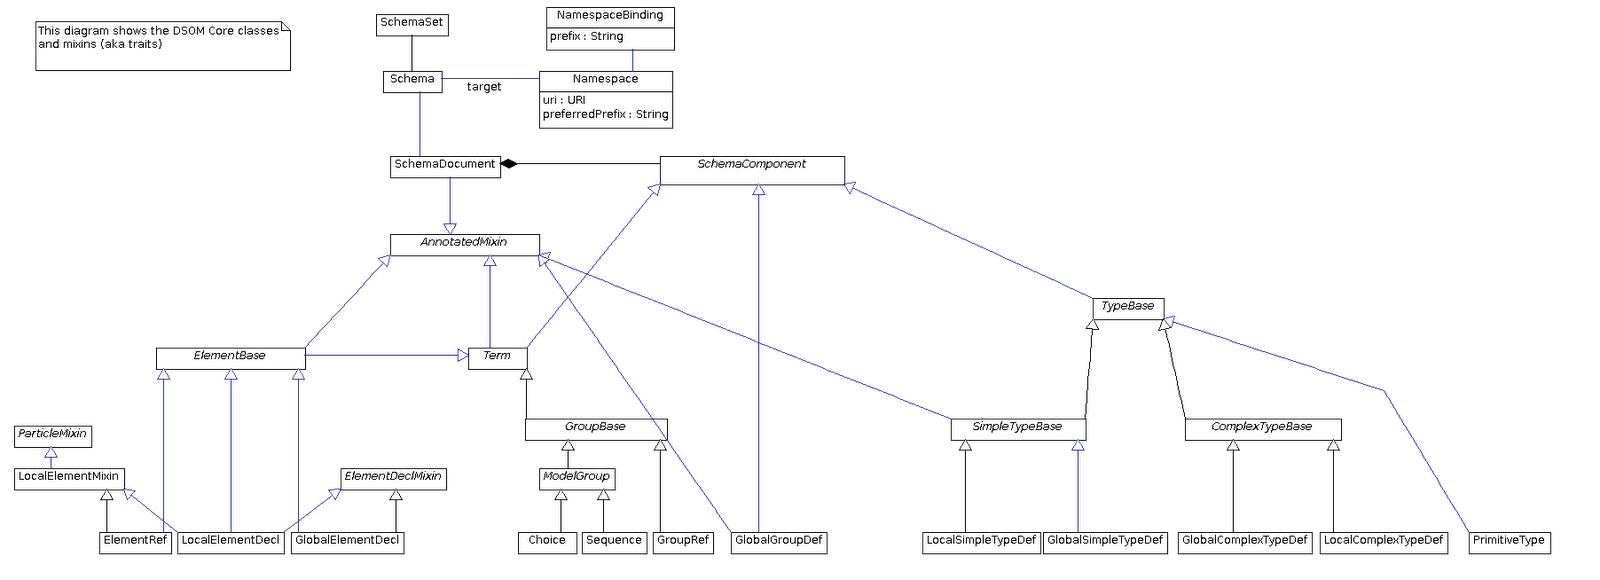 This diagram shows the DSOM Core classes
and mixins (aka traits)
SchemaSet
NamespaceBinding
prefix : String
Schema
target
Namespace
uri : URI
preferredPrefix : String
SchemaDocument
SchemaComponent
AnnotatedMixin
TypeBase
ElementBase
Term
ParticleMixin
GroupBase
SimpleTypeBase
ComplexTypeBase
LocalElementMixin
ElementDeclMixin
ModelGroup
ElementRef
LocalElementDecl
GlobalElementDecl
Choice
Sequence
GroupRef
GlobalGroupDef
LocalSimpleTypeDef
GlobalSimpleTypeDef
GlobalComplexTypeDef
LocalComplexTypeDef
PrimitiveType